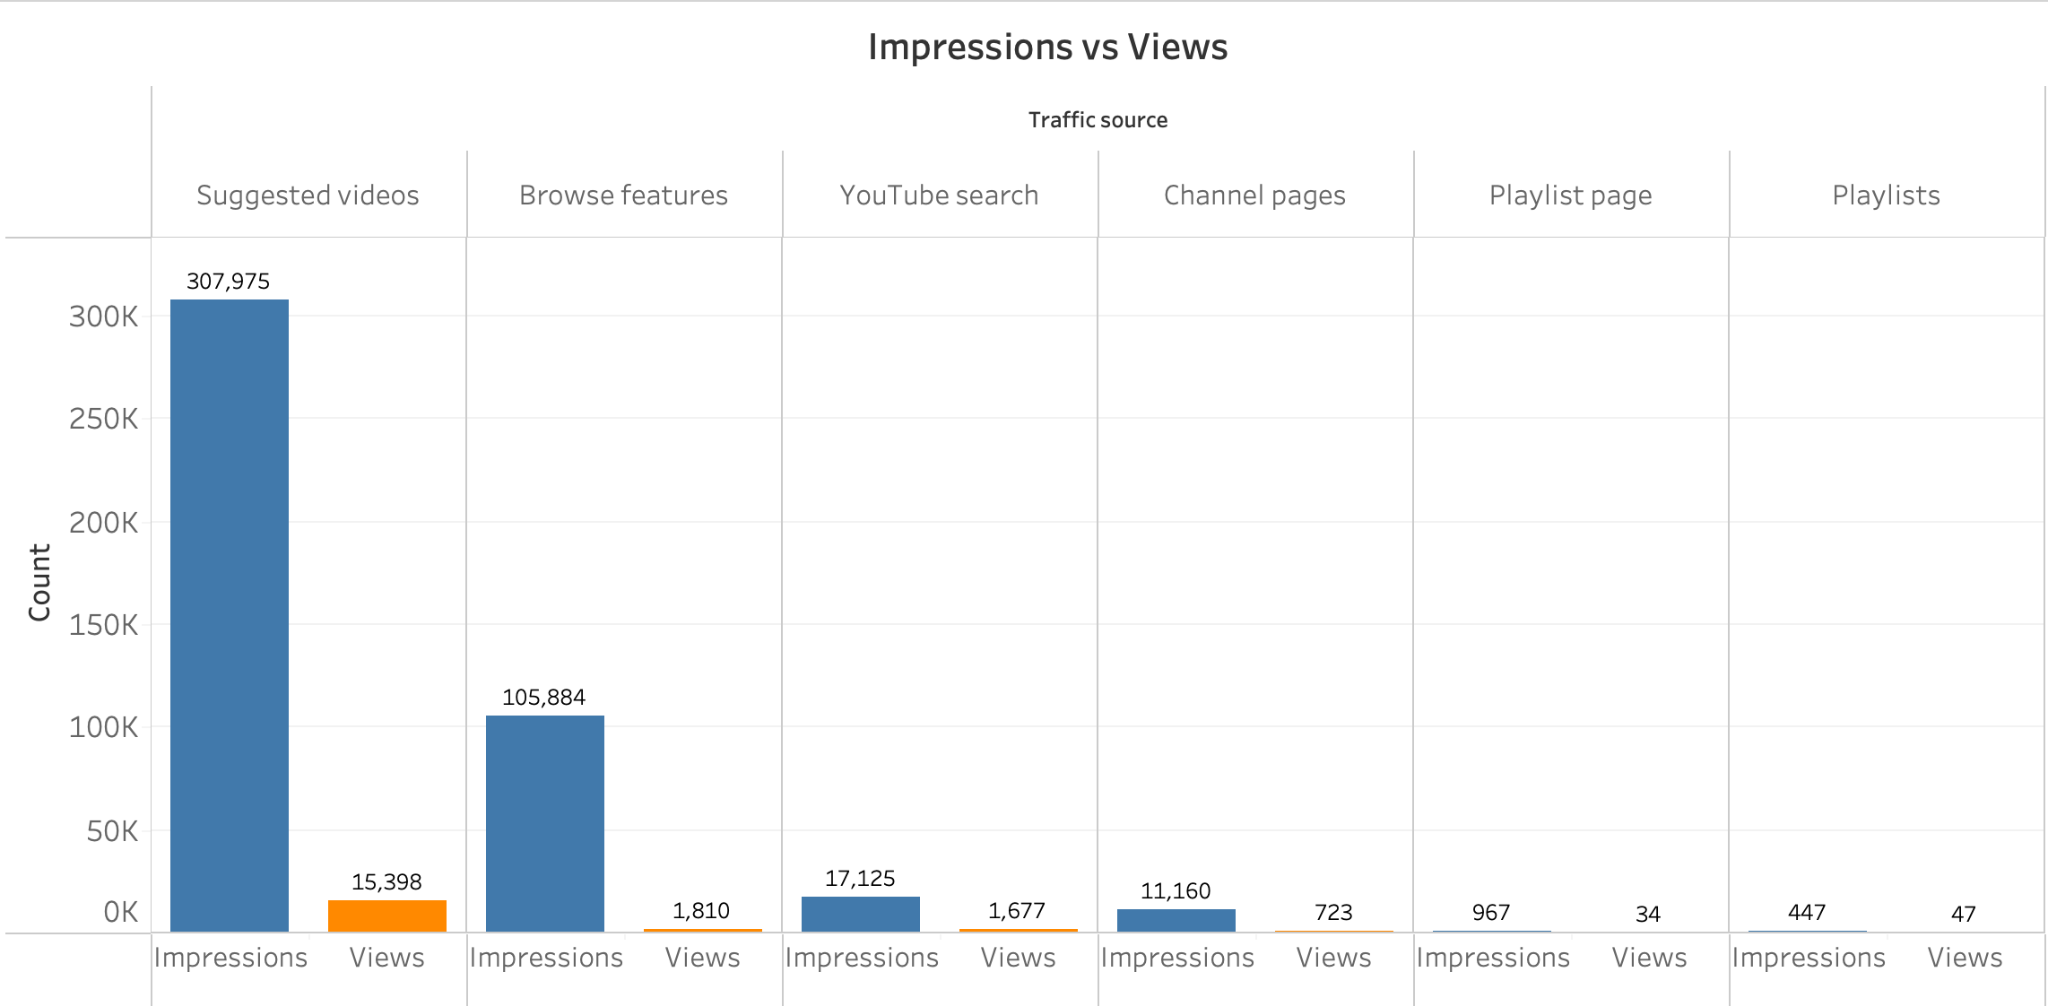 Impressions vs Views
Traffic source
Suggested videos Browse features YouTube search Channel pages Playlist page Playlists
307,975
300K
250K
200K
150K
105,884
100K
50K
15,398 17,125 11,160
1,810 1,677 723 967 34 447 47
0K
Count
Impressions Views Impressions Views Impressions Views Impressions Views Impressions Views Impressions Views